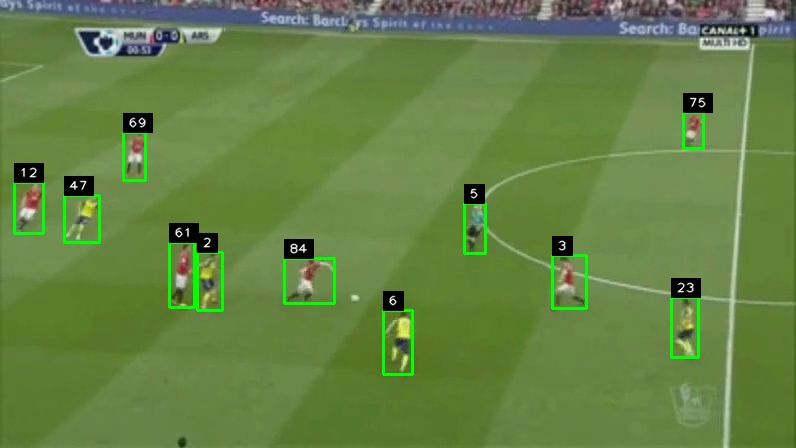 Search: Barclays Spirit of the Game
Search: Bar
Spirit
CANAL+ 1
MULTI HD
MUN 0-0 ARS
00:53
75
69
12
47
5
61
2
84
3
6
23